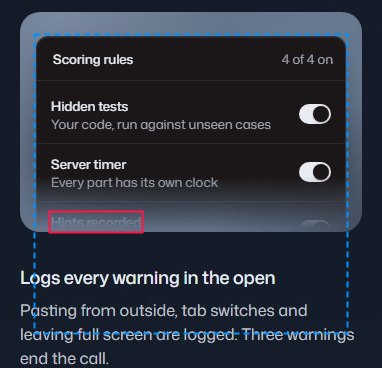 Scoring rules 4 of 4 on
Hidden tests
Your code, run against unseen cases
Server timer
Every part has its own clock
Hints recorded
Logs every warning in the open
Pasting from outside, tab switches and
leaving full screen are logged. Three warnings
end the call.